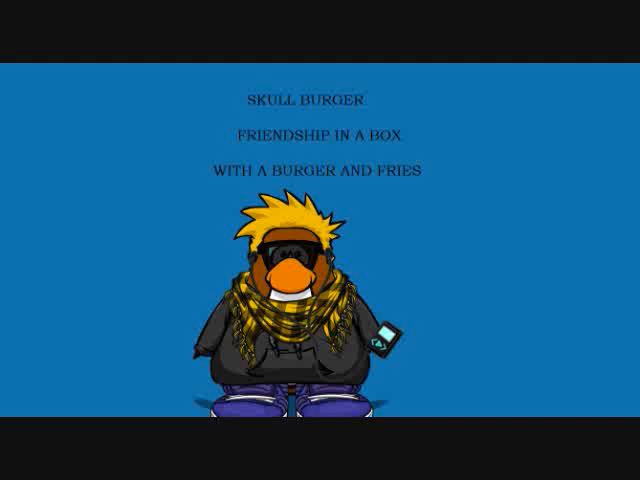 SKULL BURGER
FRIENDSHIP IN A BOX
WITH A BURGER AND FRIES